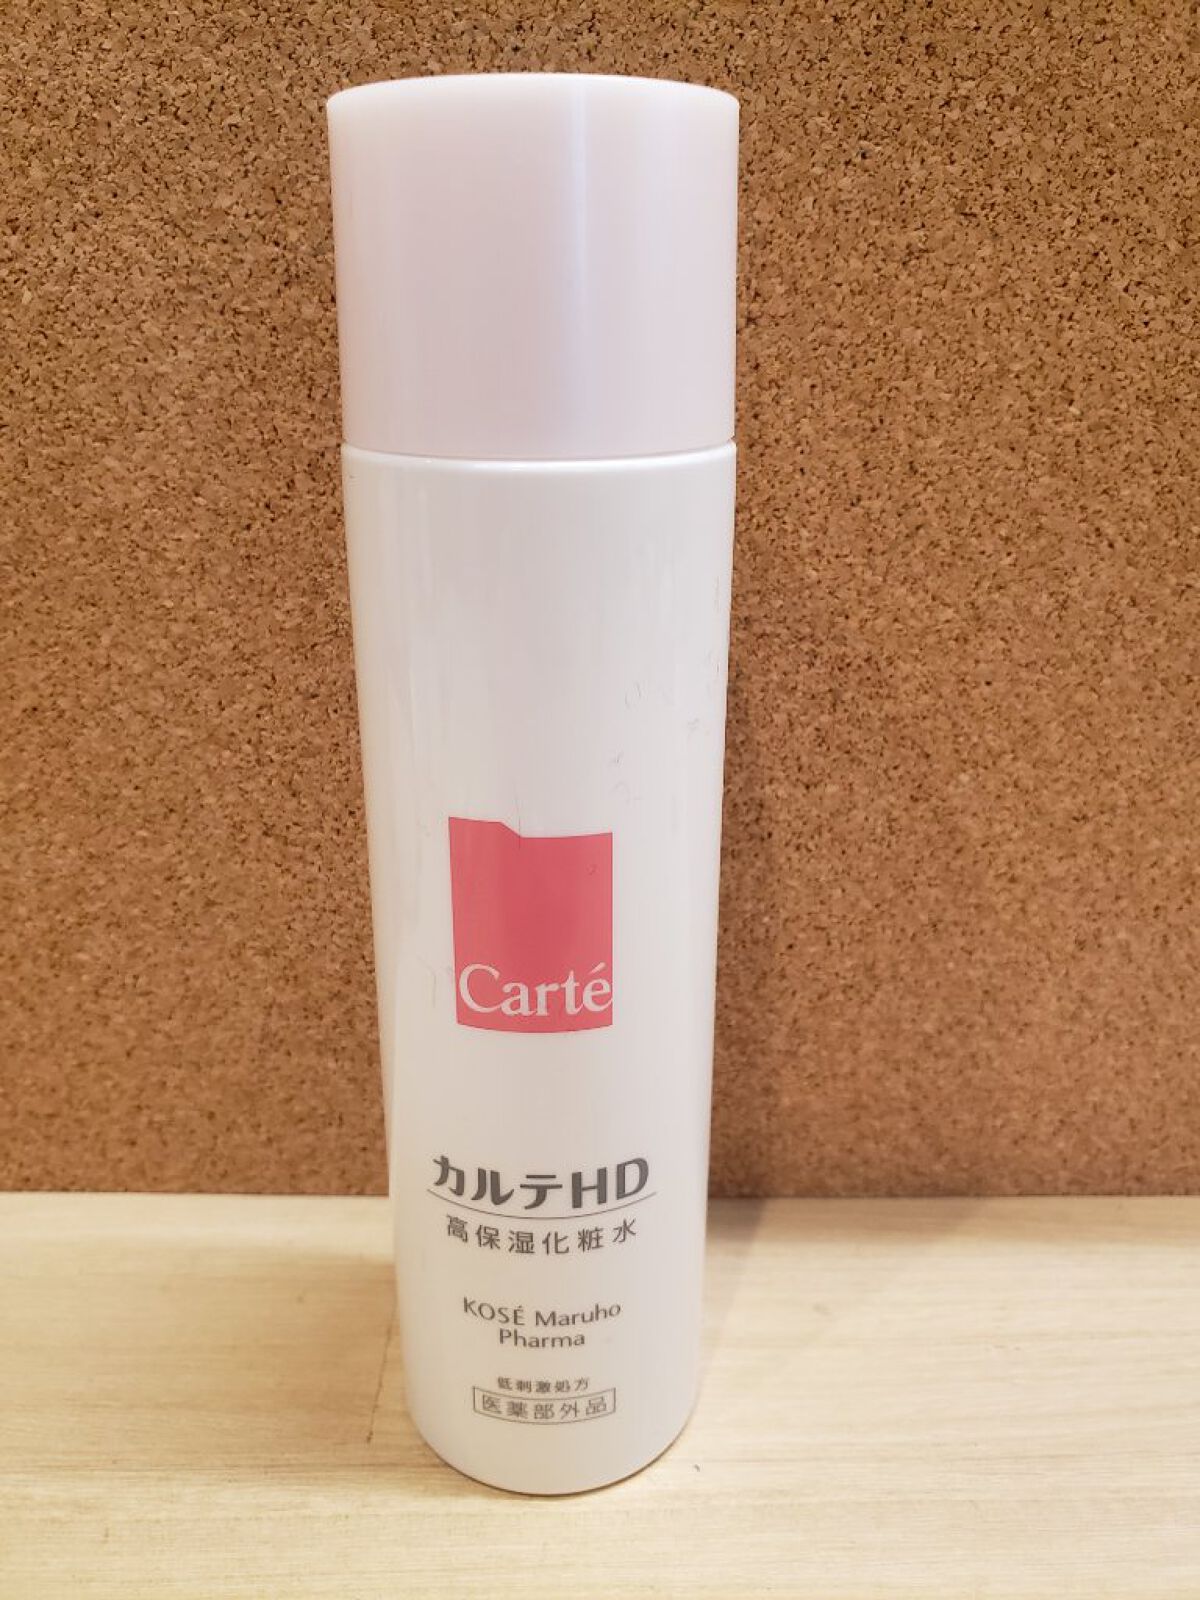 Carté
カルテHD
高保湿化粧水
KOSÉ Maruho
Pharma
低刺激処方
医薬部外品